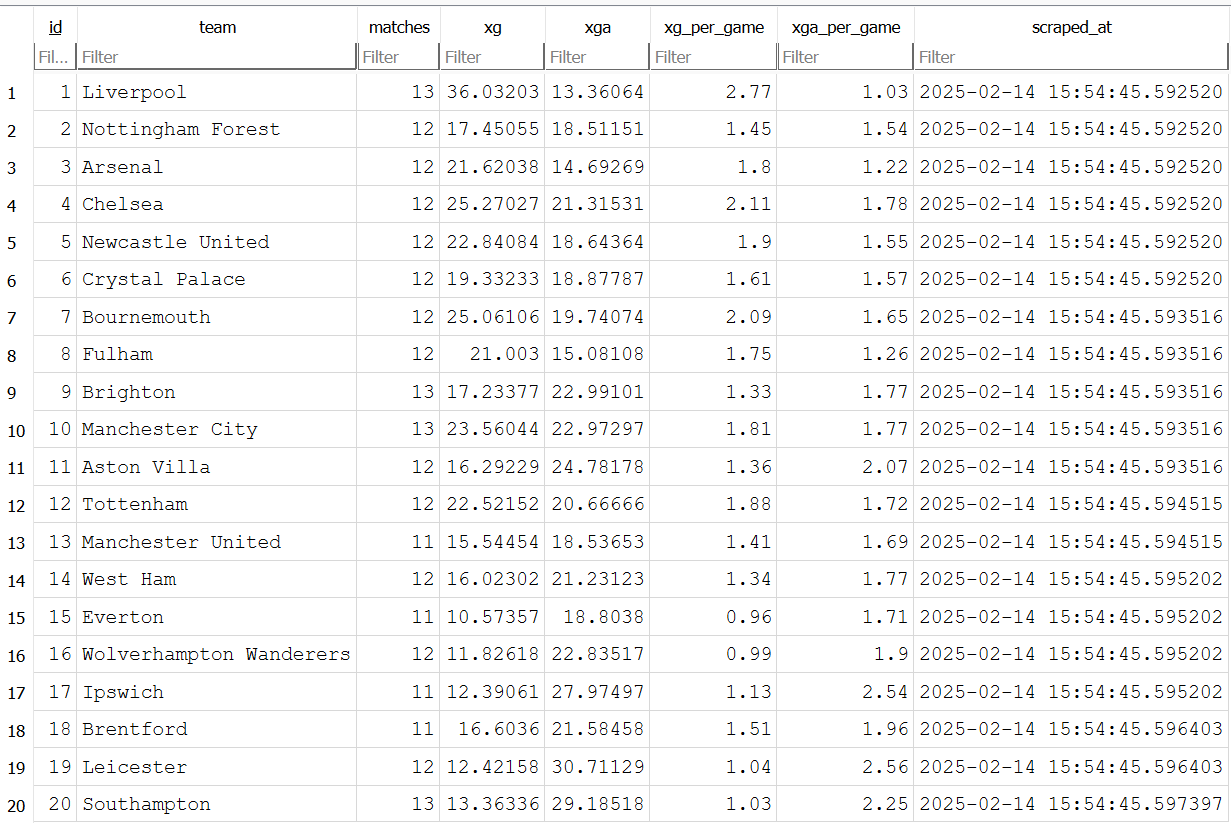 id team matches xg xga xg_per_game xga_per_game scraped_at
Fil... Filter Filter Filter Filter Filter Filter Filter
1 1 Liverpool 13 36.03203 13.36064 2.77 1.03 2025-02-14 15:54:45.592520
2 2 Nottingham Forest 12 17.45055 18.51151 1.45 1.54 2025-02-14 15:54:45.592520
3 3 Arsenal 12 21.62038 14.69269 1.8 1.22 2025-02-14 15:54:45.592520
4 4 Chelsea 12 25.27027 21.31531 2.11 1.78 2025-02-14 15:54:45.592520
5 5 Newcastle United 12 22.84084 18.64364 1.9 1.55 2025-02-14 15:54:45.592520
6 6 Crystal Palace 12 19.33233 18.87787 1.61 1.57 2025-02-14 15:54:45.592520
7 7 Bournemouth 12 25.06106 19.74074 2.09 1.65 2025-02-14 15:54:45.593516
8 8 Fulham 12 21.003 15.08108 1.75 1.26 2025-02-14 15:54:45.593516
9 9 Brighton 13 17.23377 22.99101 1.33 1.77 2025-02-14 15:54:45.593516
10 10 Manchester City 13 23.56044 22.97297 1.81 1.77 2025-02-14 15:54:45.593516
11 11 Aston Villa 12 16.29229 24.78178 1.36 2.07 2025-02-14 15:54:45.593516
12 12 Tottenham 12 22.52152 20.66666 1.88 1.72 2025-02-14 15:54:45.594515
13 13 Manchester United 11 15.54454 18.53653 1.41 1.69 2025-02-14 15:54:45.594515
14 14 West Ham 12 16.02302 21.23123 1.34 1.77 2025-02-14 15:54:45.595202
15 15 Everton 11 10.57357 18.8038 0.96 1.71 2025-02-14 15:54:45.595202
16 16 Wolverhampton Wanderers 12 11.82618 22.83517 0.99 1.9 2025-02-14 15:54:45.595202
17 17 Ipswich 11 12.39061 27.97497 1.13 2.54 2025-02-14 15:54:45.595202
18 18 Brentford 11 16.6036 21.58458 1.51 1.96 2025-02-14 15:54:45.596403
19 19 Leicester 12 12.42158 30.71129 1.04 2.56 2025-02-14 15:54:45.596403
20 20 Southampton 13 13.36336 29.18518 1.03 2.25 2025-02-14 15:54:45.597397